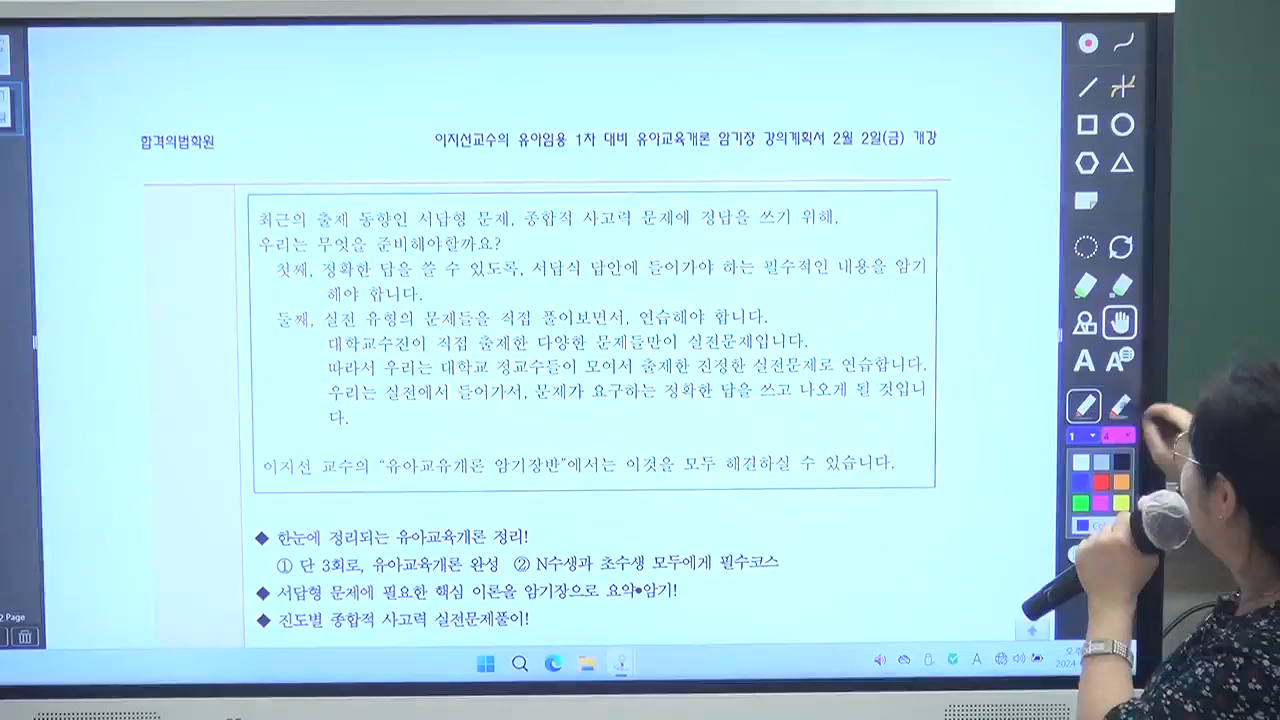 합격의법학원
이지선교수의 유아임용 1차 대비 유아교육개론 암기장 강의계획서 2월 2일(금) 개강
최근의 출제 동향인 서답형 문제, 종합적 사고력 문제에 정답을 쓰기 위해,
우리는 무엇을 준비해야할까요?
첫째, 정확한 답을 쓸 수 있도록, 서답식 답안에 들어가야 하는 필수적인 내용을 암기
해야 합니다.
둘째, 실전 유형의 문제들을 직접 풀어보면서, 연습해야 합니다.
대학교수진이 직접 출제한 다양한 문제들만이 실전문제입니다.
따라서 우리는 대학교 정교수들이 모여서 출제한 진정한 실전문제로 연습합니다.
우리는 실전에서 들어가서, 문제가 요구하는 정확한 답을 쓰고 나오게 될 것입니
다.
이지선 교수의 "유아교유개론 암기장반"에서는 이것을 모두 해결하실 수 있습니다.
◆ 한눈에 정리되는 유아교육개론 정리!
① 단 3회로, 유아교육개론 완성 ② N수생과 초수생 모두에게 필수코스
◆ 서답형 문제에 필요한 핵심 이론을 암기장으로 요약•암기!
◆ 진도별 종합적 사고력 실전문제풀이!
A A
1 4
2 Page
A
2024